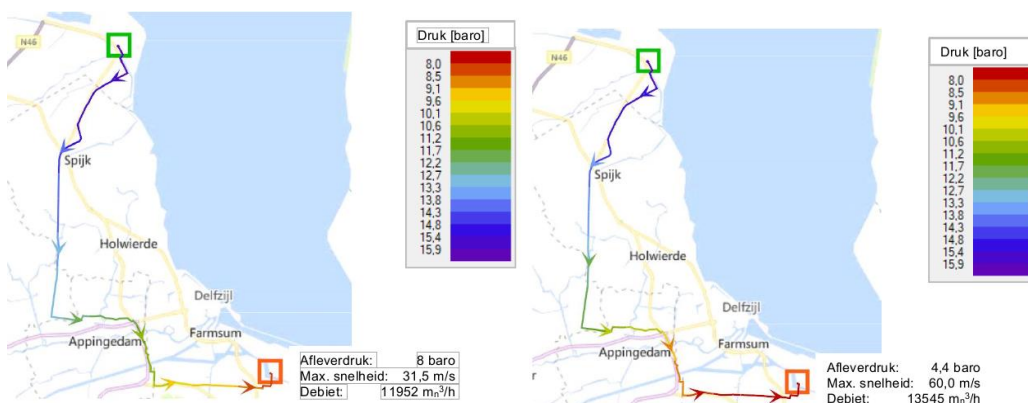 N46
Spijk
Holwierde
Delfzijl
Farmsum
Appingedam
Druk [baro]
8,0
8,5
9,1
9,6
10,1
10,6
11,2
11,7
12,2
12,7
13,3
13,8
14,3
14,8
15,4
15,9
Afleverdruk: 8 baro
Max. snelheid: 31,5 m/s
Debiet: 11952 mₙ³/h
N46
Spijk
Holwierde
Delfzijl
Farmsum
Appingedam
Druk [baro]
8,0
8,5
9,1
9,6
10,1
10,6
11,2
11,7
12,2
12,7
13,3
13,8
14,3
14,8
15,4
15,9
Afleverdruk: 4,4 baro
Max. snelheid: 60,0 m/s
Debiet: 13545 mₙ³/h